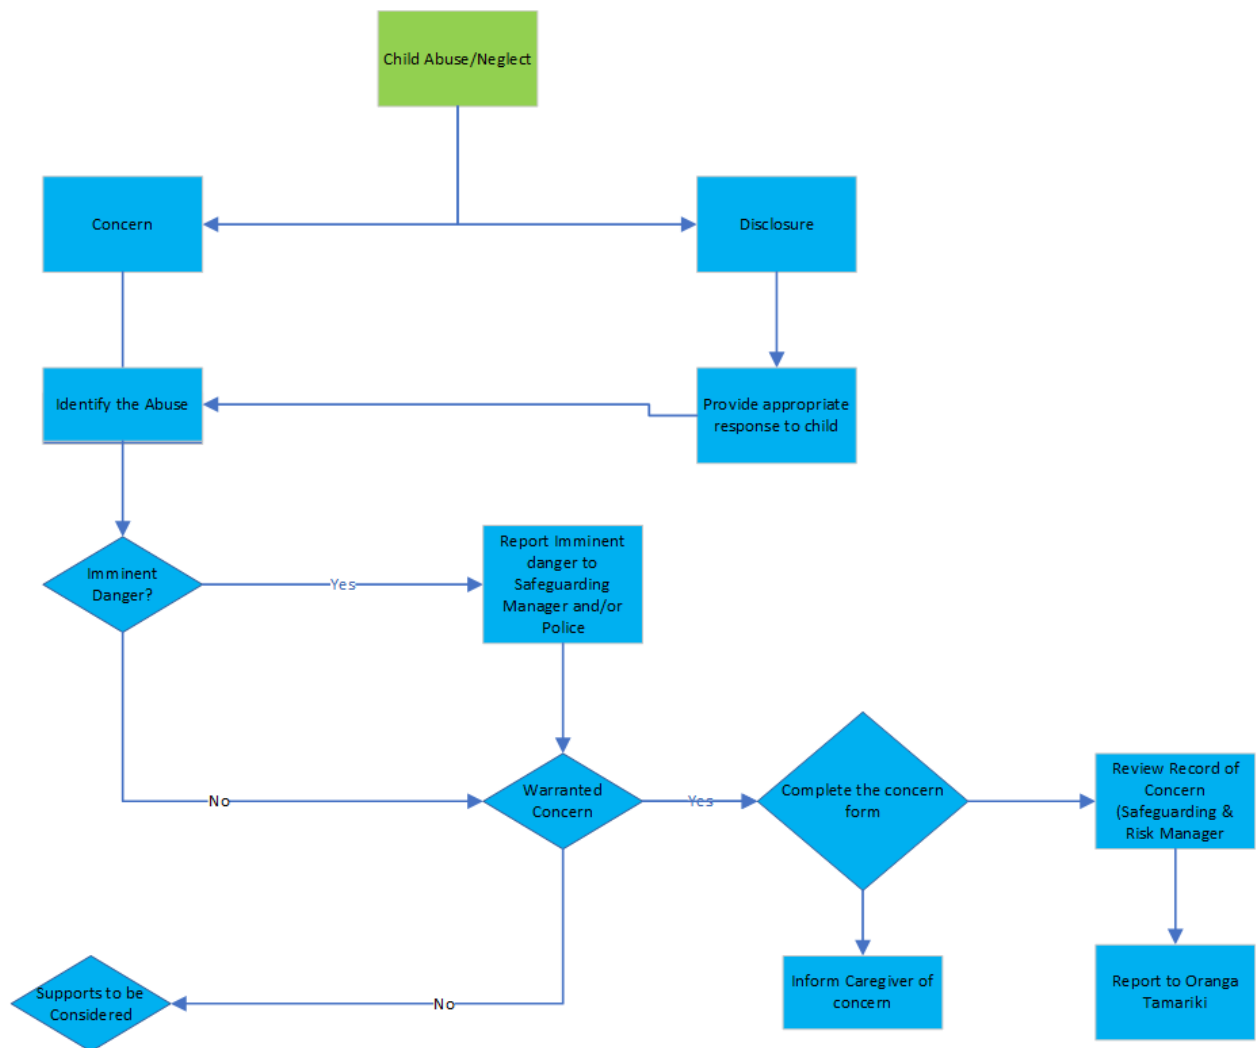 Child Abuse/Neglect
Concern
Disclosure
Identify the Abuse
Provide appropriate
response to child
Imminent
Danger?
Yes
Report Imminent
danger to
Safeguarding
Manager and/or
Police
No
Warranted
Concern
Yes
Complete the concern
form
Review Record of
Concern
(Safeguarding &
Risk Manager
Supports to be
Considered
No
Inform Caregiver of
concern
Report to Oranga
Tamariki